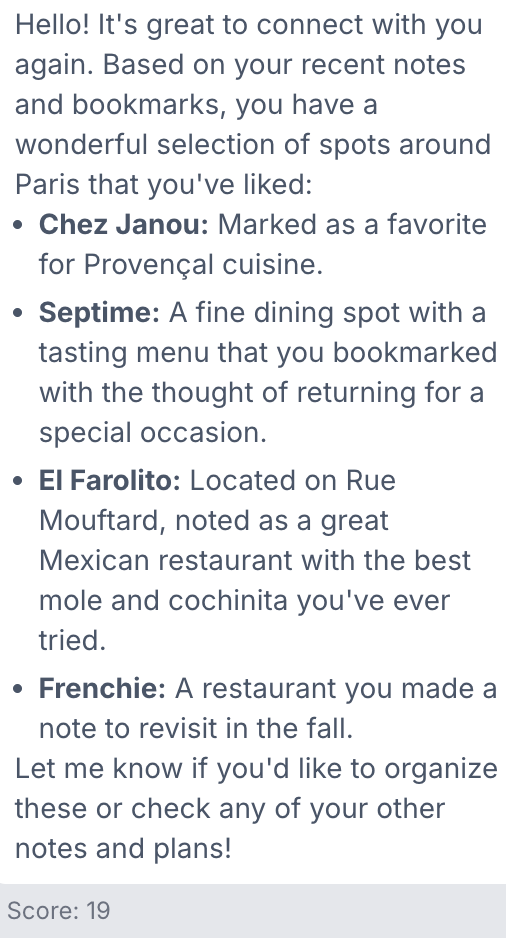 Hello! It's great to connect with you
again. Based on your recent notes
and bookmarks, you have a
wonderful selection of spots around
Paris that you've liked:
• Chez Janou: Marked as a favorite
for Provençal cuisine.
• Septime: A fine dining spot with a
tasting menu that you bookmarked
with the thought of returning for a
special occasion.
• El Farolito: Located on Rue
Mouftard, noted as a great
Mexican restaurant with the best
mole and cochinita you've ever
tried.
• Frenchie: A restaurant you made a
note to revisit in the fall.
Let me know if you'd like to organize
these or check any of your other
notes and plans!
Score: 19